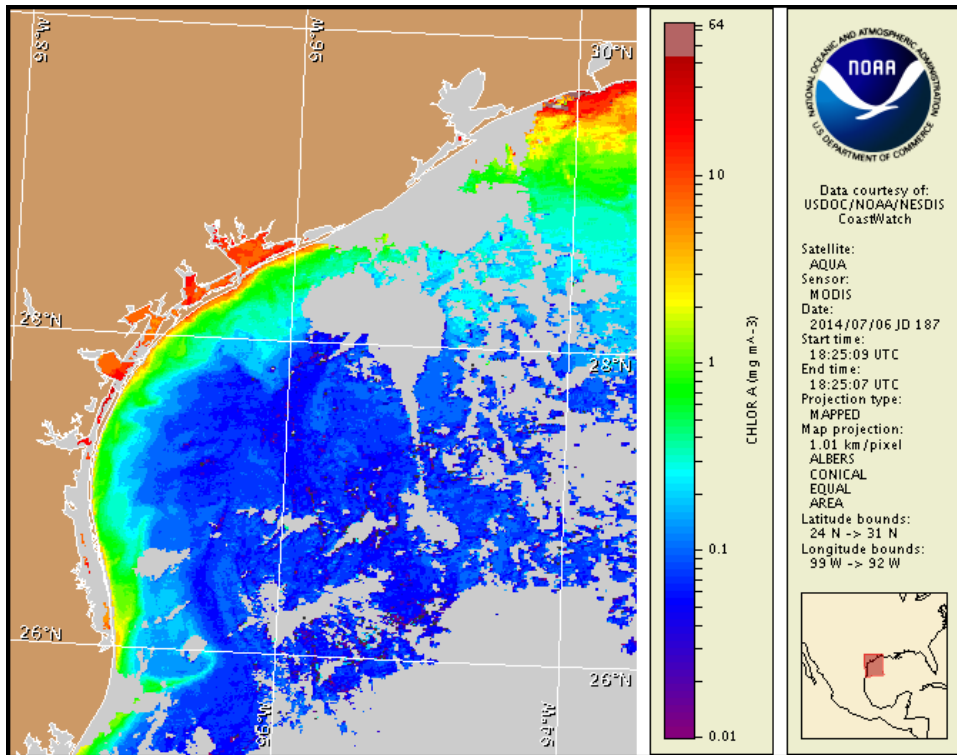 98°W
96°W
30°N
28°N
28°N
26°N
26°N
96°W
94°W
64
10
1
0.1
0.01
CHLOR A (mg m^-3)
NATIONAL OCEANIC AND ATMOSPHERIC ADMINISTRATION
NOAA
U.S. DEPARTMENT OF COMMERCE
Data courtesy of:
USDOC/NOAA/NESDIS
CoastWatch
Satellite:
AQUA
Sensor:
MODIS
Date:
2014/07/06 JD 187
Start time:
18:25:09 UTC
End time:
18:25:07 UTC
Projection type:
MAPPED
Map projection:
1.01 km/pixel
ALBERS
CONICAL
EQUAL
AREA
Latitude bounds:
24 N -> 31 N
Longitude bounds:
99 W -> 92 W